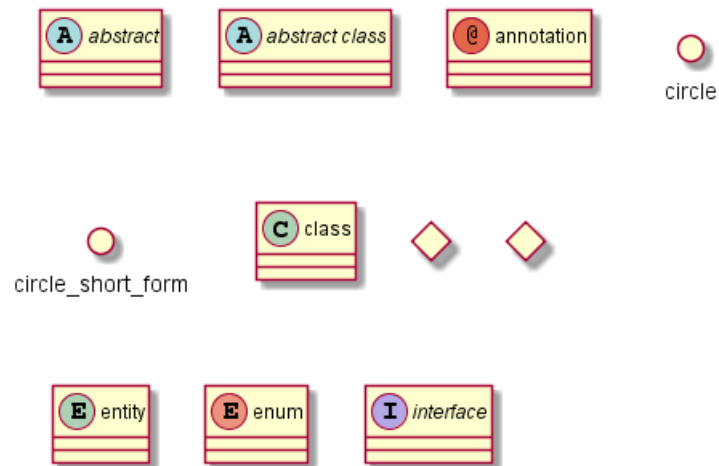 A abstract
A abstract class
@ annotation
circle
circle_short_form
C class
E entity
E enum
I interface